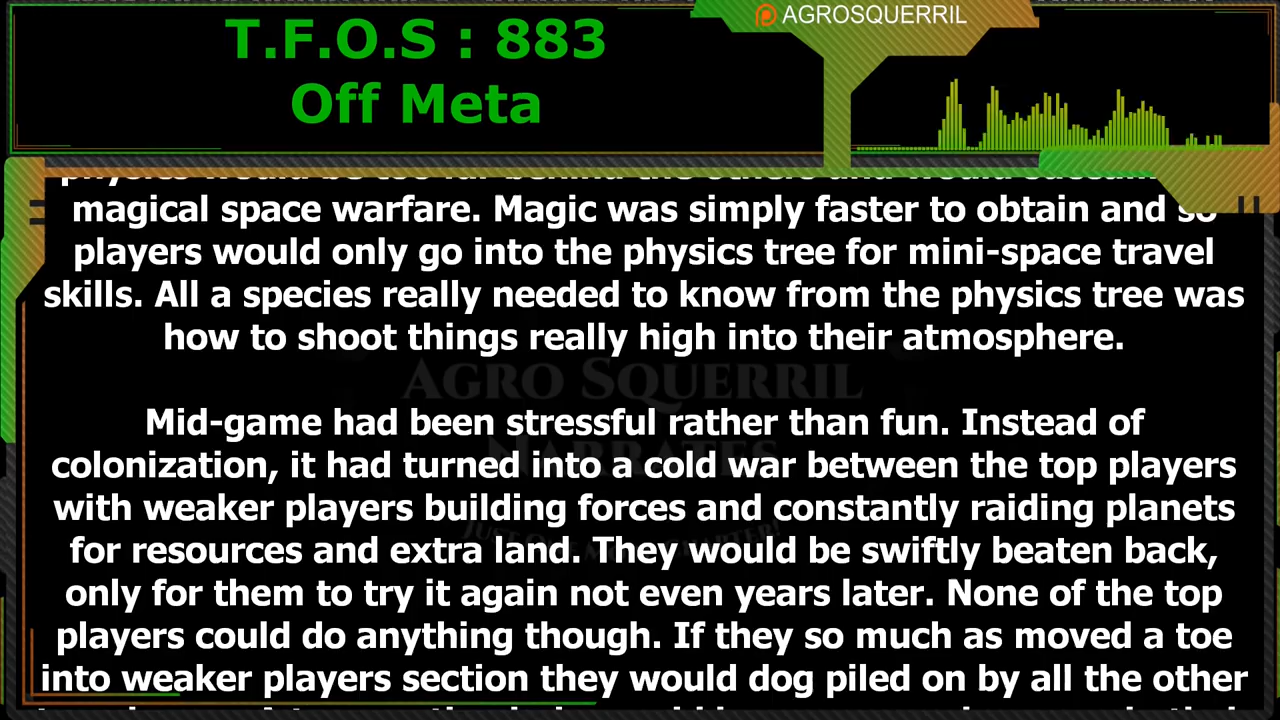 AGROSQUERRIL
T.F.O.S : 883
Off Meta
magical space warfare. Magic was simply faster to obtain and so
players would only go into the physics tree for mini-space travel
skills. All a species really needed to know from the physics tree was
how to shoot things really high into their atmosphere.
AGRO SQUERRIL
NARRATES
Mid-game had been stressful rather than fun. Instead of
colonization, it had turned into a cold war between the top players
with weaker players building forces and constantly raiding planets
for resources and extra land. They would be swiftly beaten back,
only for them to try it again not even years later. None of the top
players could do anything though. If they so much as moved a toe
into weaker players section they would dog piled on by all the other